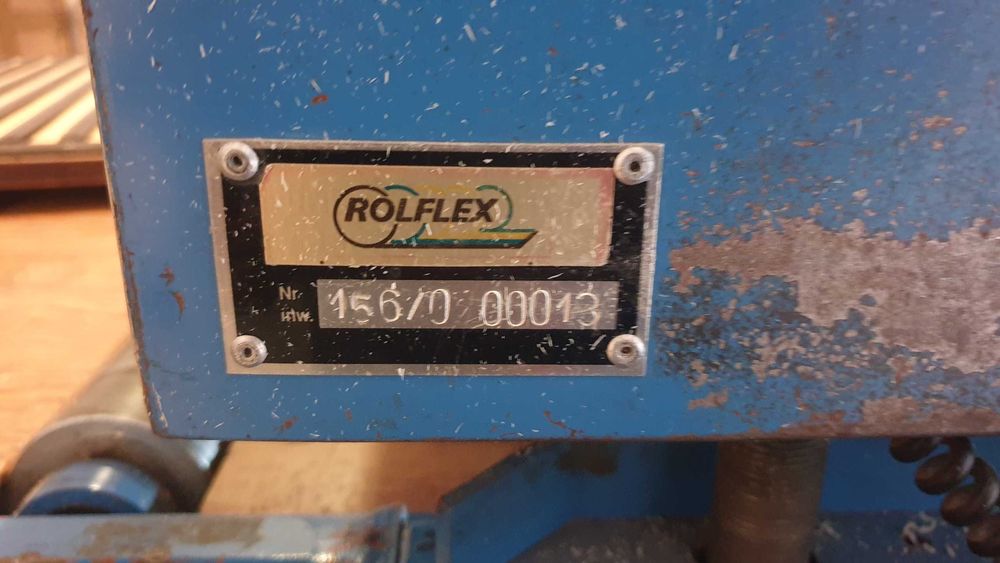 ROLFLEX
Nr.
inw. 156/0 00013